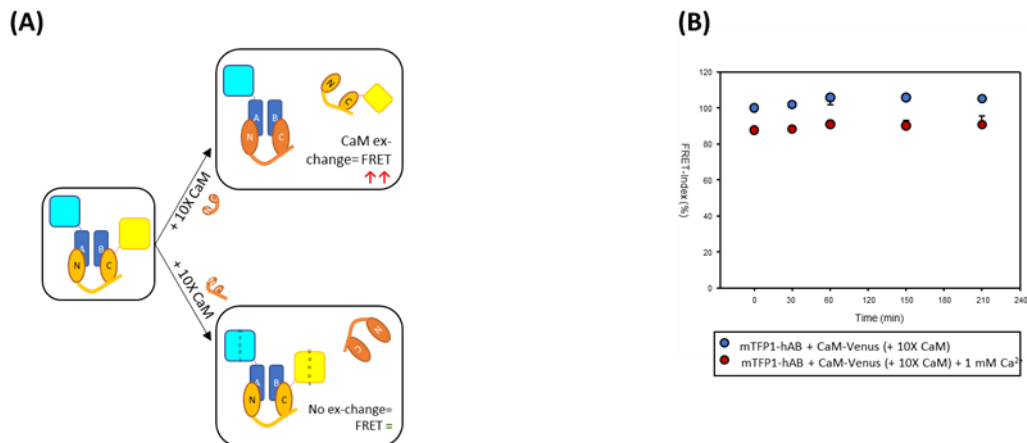 (A)
(B)
A
B
N
C
N
C
CaM ex-
change= FRET
↑↑
+ 10X CaM
A
B
N
C
+ 10X CaM
A
B
N
C
N
C
No ex-change=
FRET =
FRET-Index (%)
120
100
80
60
40
20
0
0
30
60
90
120
150
180
210
240
Time (min)
mTFP1-hAB + CaM-Venus (+ 10X CaM)
mTFP1-hAB + CaM-Venus (+ 10X CaM) + 1 mM Ca²⁺